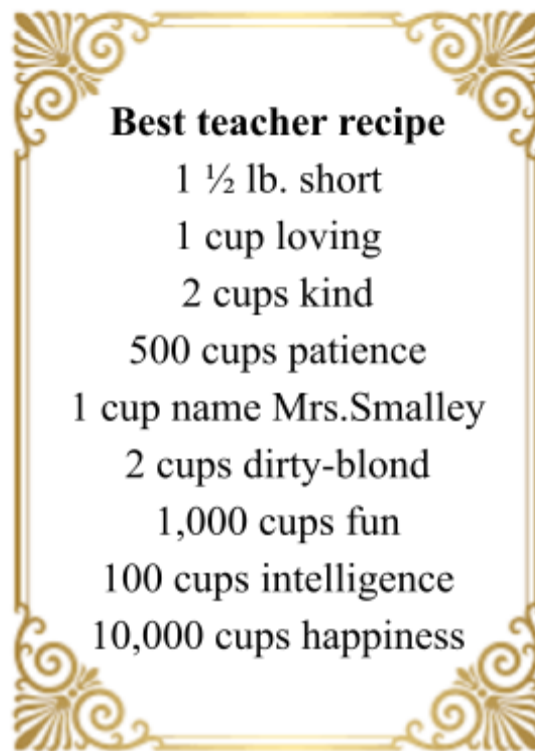 Best teacher recipe
1 ½ lb. short
1 cup loving
2 cups kind
500 cups patience
1 cup name Mrs.Smalley
2 cups dirty-blond
1,000 cups fun
100 cups intelligence
10,000 cups happiness